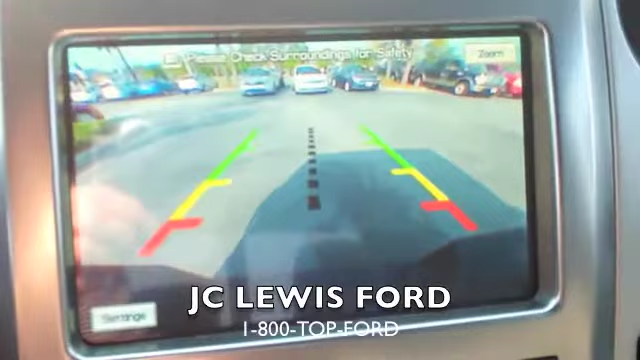 Please Check Surroundings for Safety
Zoom
Settings
JC LEWIS FORD
1-800-TOP-FORD